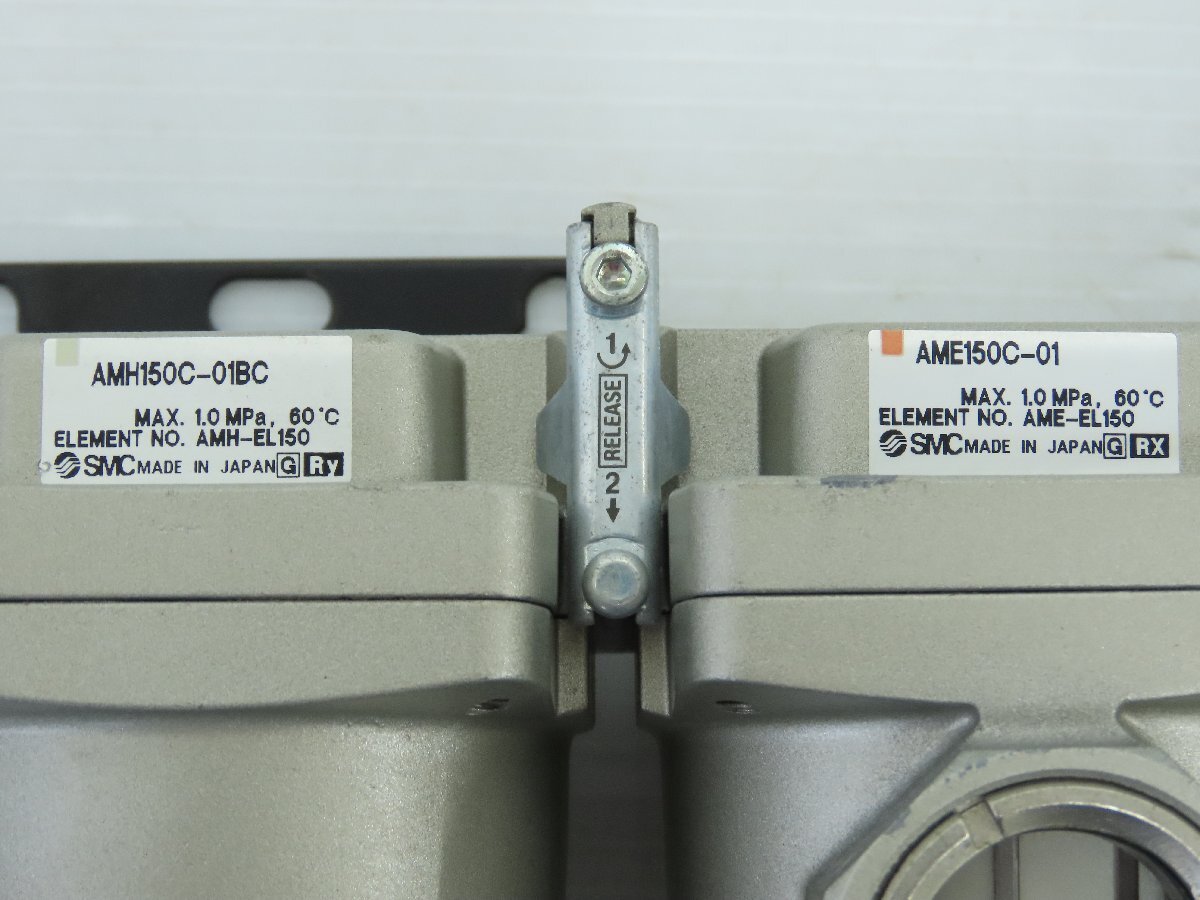 AMH150C-01BC
MAX. 1.0 MPa, 60°C
ELEMENT NO. AMH-EL150
SMC MADE IN JAPAN G Ry
1
RELEASE
2
AME150C-01
MAX. 1.0 MPa, 60°C
ELEMENT NO. AME-EL150
SMC MADE IN JAPAN G RX